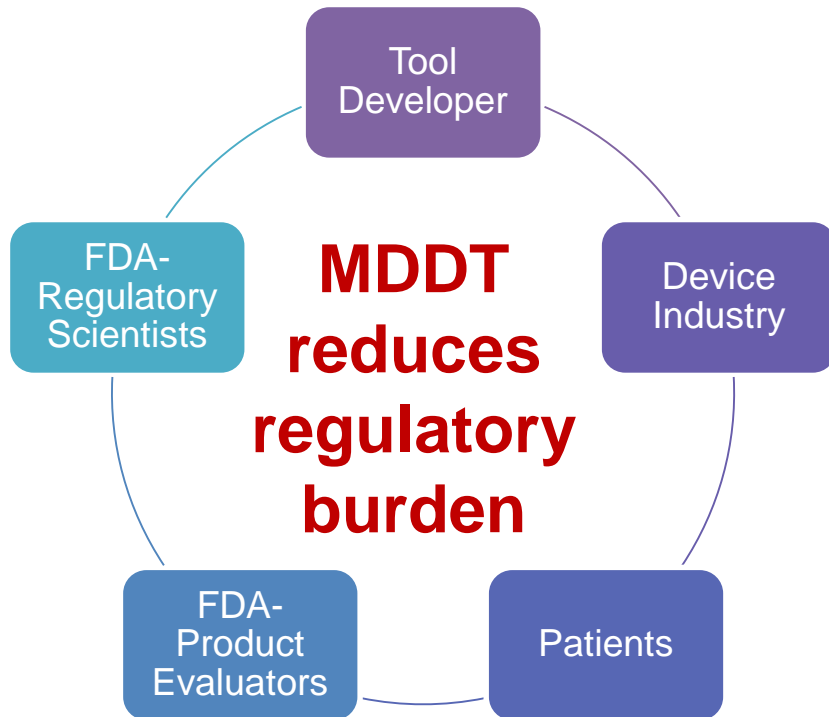 Tool
Developer
FDA-
Regulatory
Scientists
MDDT
reduces
regulatory
burden
Device
Industry
FDA-
Product
Evaluators
Patients